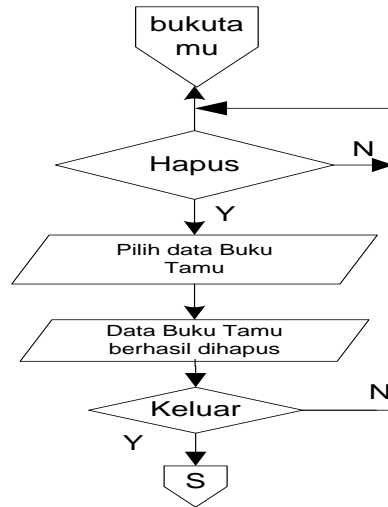 bukuta
mu
Hapus
N
Y
Pilih data Buku
Tamu
Data Buku Tamu
berhasil dihapus
Keluar
N
Y
S